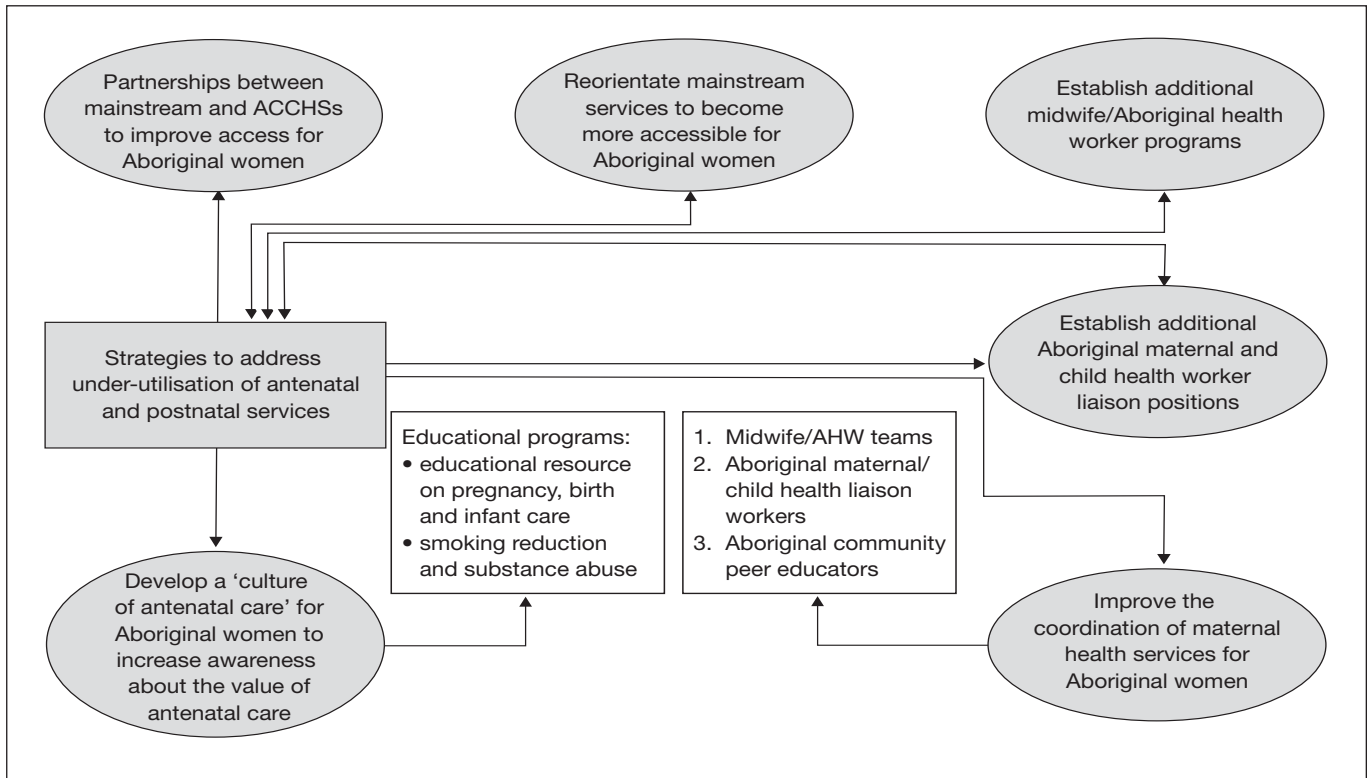 Partnerships between
mainstream and ACCHSs
to improve access for
Aboriginal women
Reorientate mainstream
services to become
more accessible for
Aboriginal women
Establish additional
midwife/Aboriginal health
worker programs
Strategies to address
under-utilisation of antenatal
and postnatal services
Establish additional
Aboriginal maternal and
child health worker
liaison positions
Educational programs:
• educational resource
on pregnancy, birth
and infant care
• smoking reduction
and substance abuse
1. Midwife/AHW teams
2. Aboriginal maternal/
child health liaison
workers
3. Aboriginal community
peer educators
Develop a ‘culture
of antenatal care’ for
Aboriginal women to
increase awareness
about the value of
antenatal care
Improve the
coordination of maternal
health services for
Aboriginal women